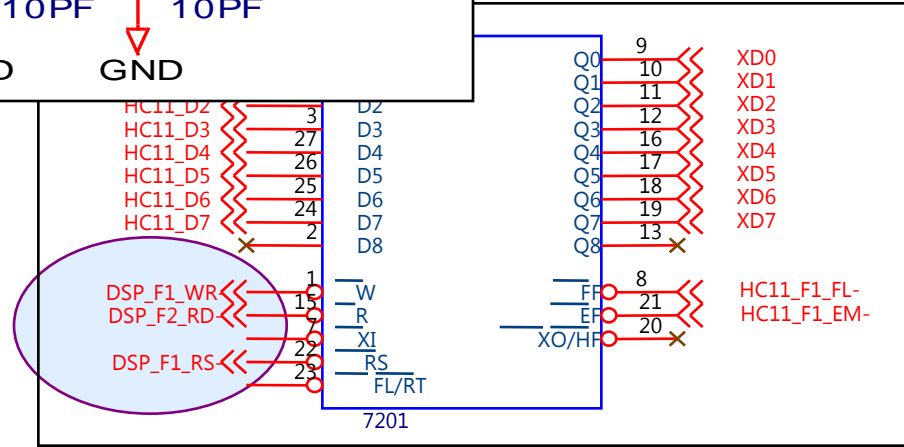 10PF 10PF
GND
Q0 9 XD0
Q1 10 XD1
HC11_D2 D2 Q2 11 XD2
HC11_D3 3 D3 Q3 12 XD3
HC11_D4 27 D4 Q4 16 XD4
HC11_D5 26 D5 Q5 17 XD5
HC11_D6 25 D6 Q6 18 XD6
HC11_D7 24 D7 Q7 19 XD7
2 D8 Q8 13
DSP_F1_WR- 1 W FF 8 HC11_F1_FL-
DSP_F2_RD- 15 R EF 21 HC11_F1_EM-
7 XI XO/HF 20
DSP_F1_RS- 22 RS
23 FL/RT
7201